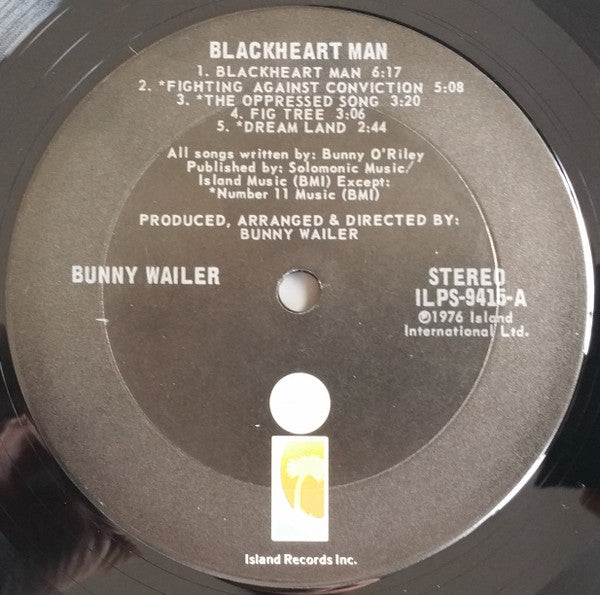 BLACKHEART MAN
1. BLACKHEART MAN 6:17
2. *FIGHTING AGAINST CONVICTION 5:08
3. *THE OPPRESSED SONG 3:20
4. FIG TREE 3:06
5. *DREAM LAND 2:44
All songs written by: Bunny O'Riley
Published by: Solomonic Music/
Island Music (BMI) Except:
*Number 11 Music (BMI)
PRODUCED, ARRANGED & DIRECTED BY:
BUNNY WAILER
BUNNY WAILER
STEREO
ILPS-9415-A
℗1976 Island
International Ltd.
Island Records Inc.